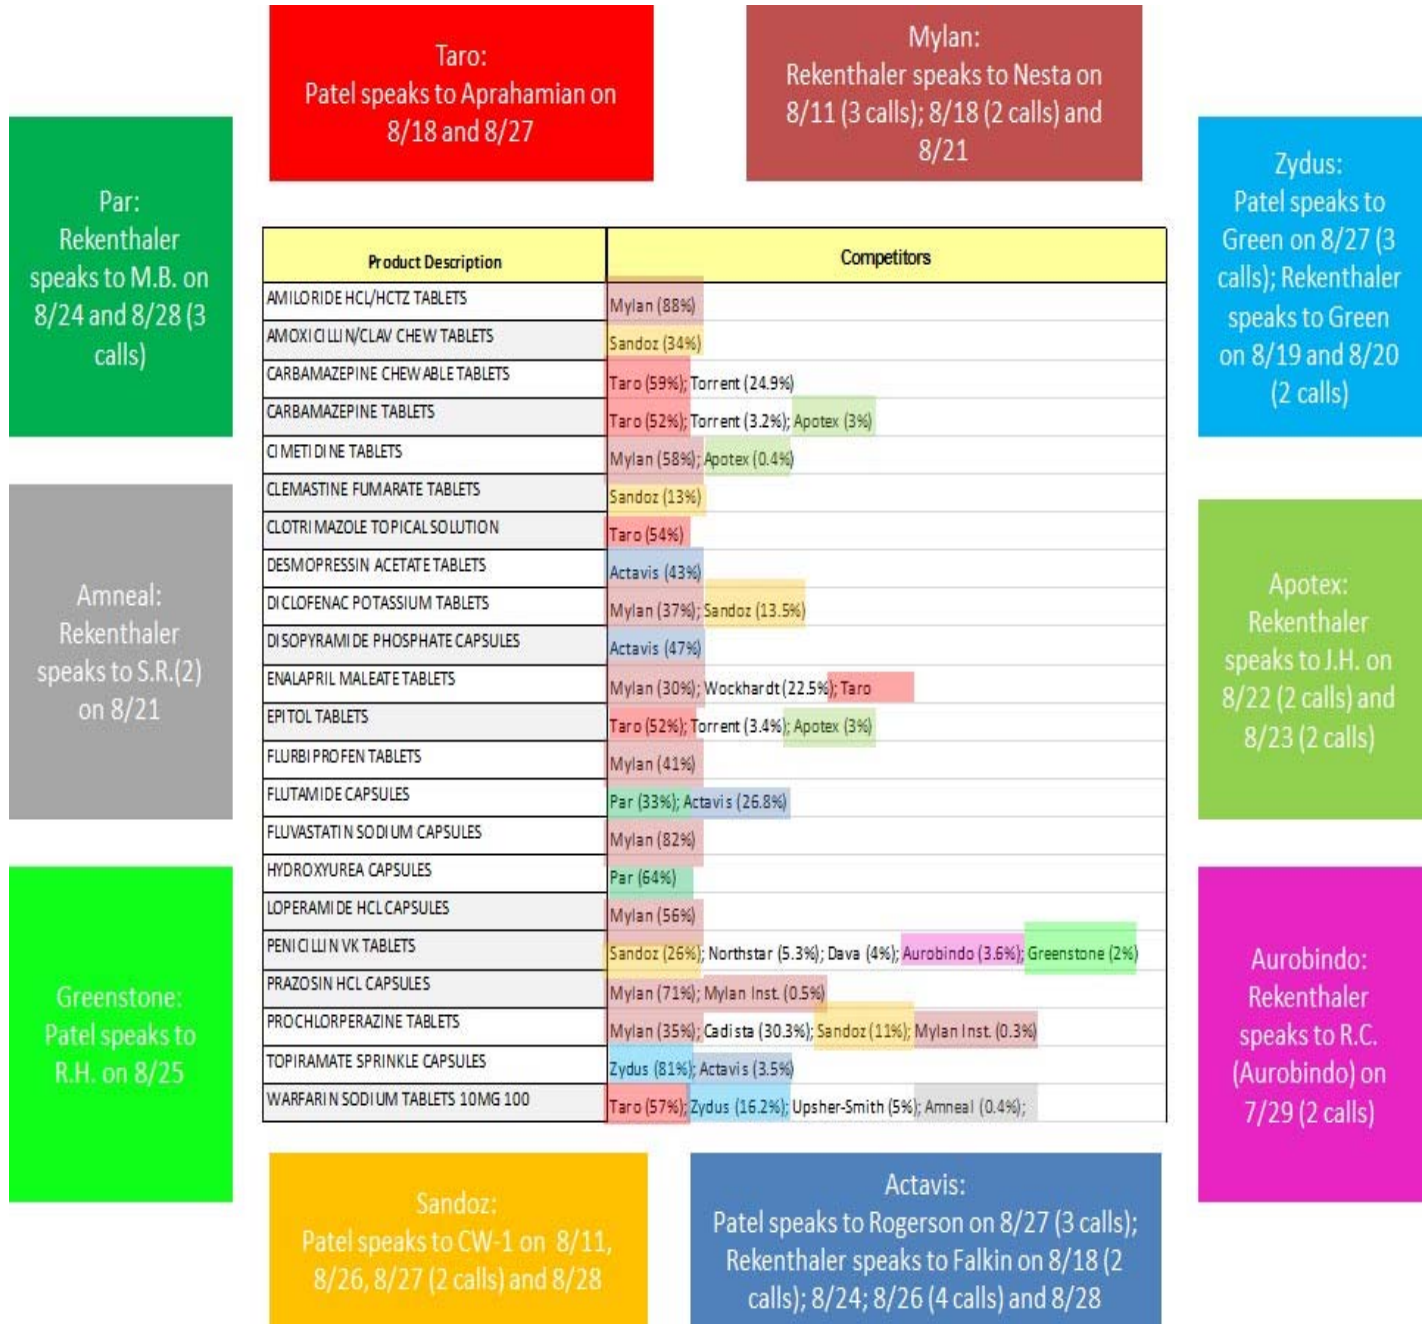 Taro:
Patel speaks to Aprahamian on
8/18 and 8/27
Mylan:
Rekenthaler speaks to Nesta on
8/11 (3 calls); 8/18 (2 calls) and
8/21
Par:
Rekenthaler
speaks to M.B. on
8/24 and 8/28 (3
calls)
Zydus:
Patel speaks to
Green on 8/27 (3
calls); Rekenthaler
speaks to Green
on 8/19 and 8/20
(2 calls)
Amneal:
Rekenthaler
speaks to S.R.(2)
on 8/21
Apotex:
Rekenthaler
speaks to J.H. on
8/22 (2 calls) and
8/23 (2 calls)
Greenstone:
Patel speaks to
R.H. on 8/25
Aurobindo:
Rekenthaler
speaks to R.C.
(Aurobindo) on
7/29 (2 calls)
Product Description Competitors
AMILORIDE HCL/HCTZ TABLETS Mylan (88%)
AMOXICILLIN/CLAV CHEW TABLETS Sandoz (34%)
CARBAMAZEPINE CHEWABLE TABLETS Taro (59%); Torrent (24.9%)
CARBAMAZEPINE TABLETS Taro (52%); Torrent (3.2%); Apotex (3%)
CIMETIDINE TABLETS Mylan (58%); Apotex (0.4%)
CLEMASTINE FUMARATE TABLETS Sandoz (13%)
CLOTRIMAZOLE TOPICAL SOLUTION Taro (54%)
DESMOPRESSIN ACETATE TABLETS Actavis (43%)
DICLOFENAC POTASSIUM TABLETS Mylan (37%); Sandoz (13.5%)
DISOPYRAMIDE PHOSPHATE CAPSULES Actavis (47%)
ENALAPRIL MALEATE TABLETS Mylan (30%); Wockhardt (22.5%); Taro
EPITOL TABLETS Taro (52%); Torrent (3.4%); Apotex (3%)
FLURBIPROFEN TABLETS Mylan (41%)
FLUTAMIDE CAPSULES Par (33%); Actavis (26.8%)
FLUVASTATIN SODIUM CAPSULES Mylan (82%)
HYDROXYUREA CAPSULES Par (64%)
LOPERAMIDE HCL CAPSULES Mylan (56%)
PENICILLIN VK TABLETS Sandoz (26%); Northstar (5.3%); Dava (4%); Aurobindo (3.6%); Greenstone (2%)
PRAZOSIN HCL CAPSULES Mylan (71%); Mylan Inst. (0.5%)
PROCHLORPERAZINE TABLETS Mylan (35%); Cadista (30.3%); Sandoz (11%); Mylan Inst. (0.3%)
TOPIRAMATE SPRINKLE CAPSULES Zydus (81%); Actavis (3.5%)
WARFARIN SODIUM TABLETS 10MG 100 Taro (57%); Zydus (16.2%); Upsher-Smith (5%); Amneal (0.4%);
Sandoz:
Patel speaks to CW-1 on 8/11,
8/26, 8/27 (2 calls) and 8/28
Actavis:
Patel speaks to Rogerson on 8/27 (3 calls);
Rekenthaler speaks to Falkin on 8/18 (2
calls); 8/24; 8/26 (4 calls) and 8/28